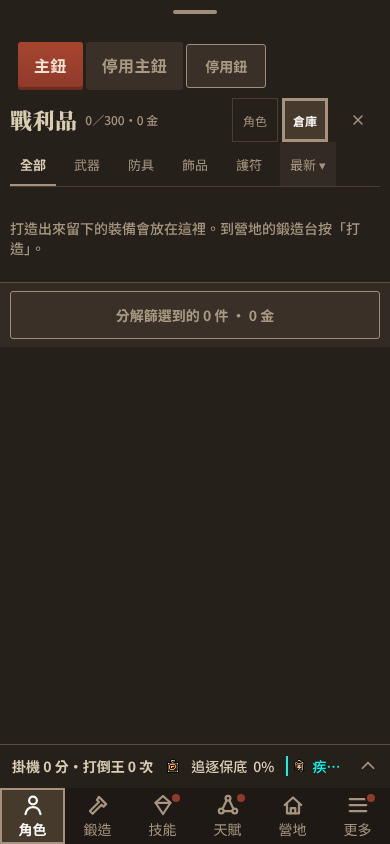 主鈕 停用主鈕 停用鈕
戰利品 0／300・0 金 角色 倉庫 ✕
全部 武器 防具 飾品 護符 最新 ▾
打造出來留下的裝備會放在這裡。到營地的鍛造台按「打
造」。
分解篩選到的 0 件 · 0 金
掛機 0 分・打倒王 0 次 追逐保底 0% 疾⋯
角色 鍛造 技能 天賦 營地 更多